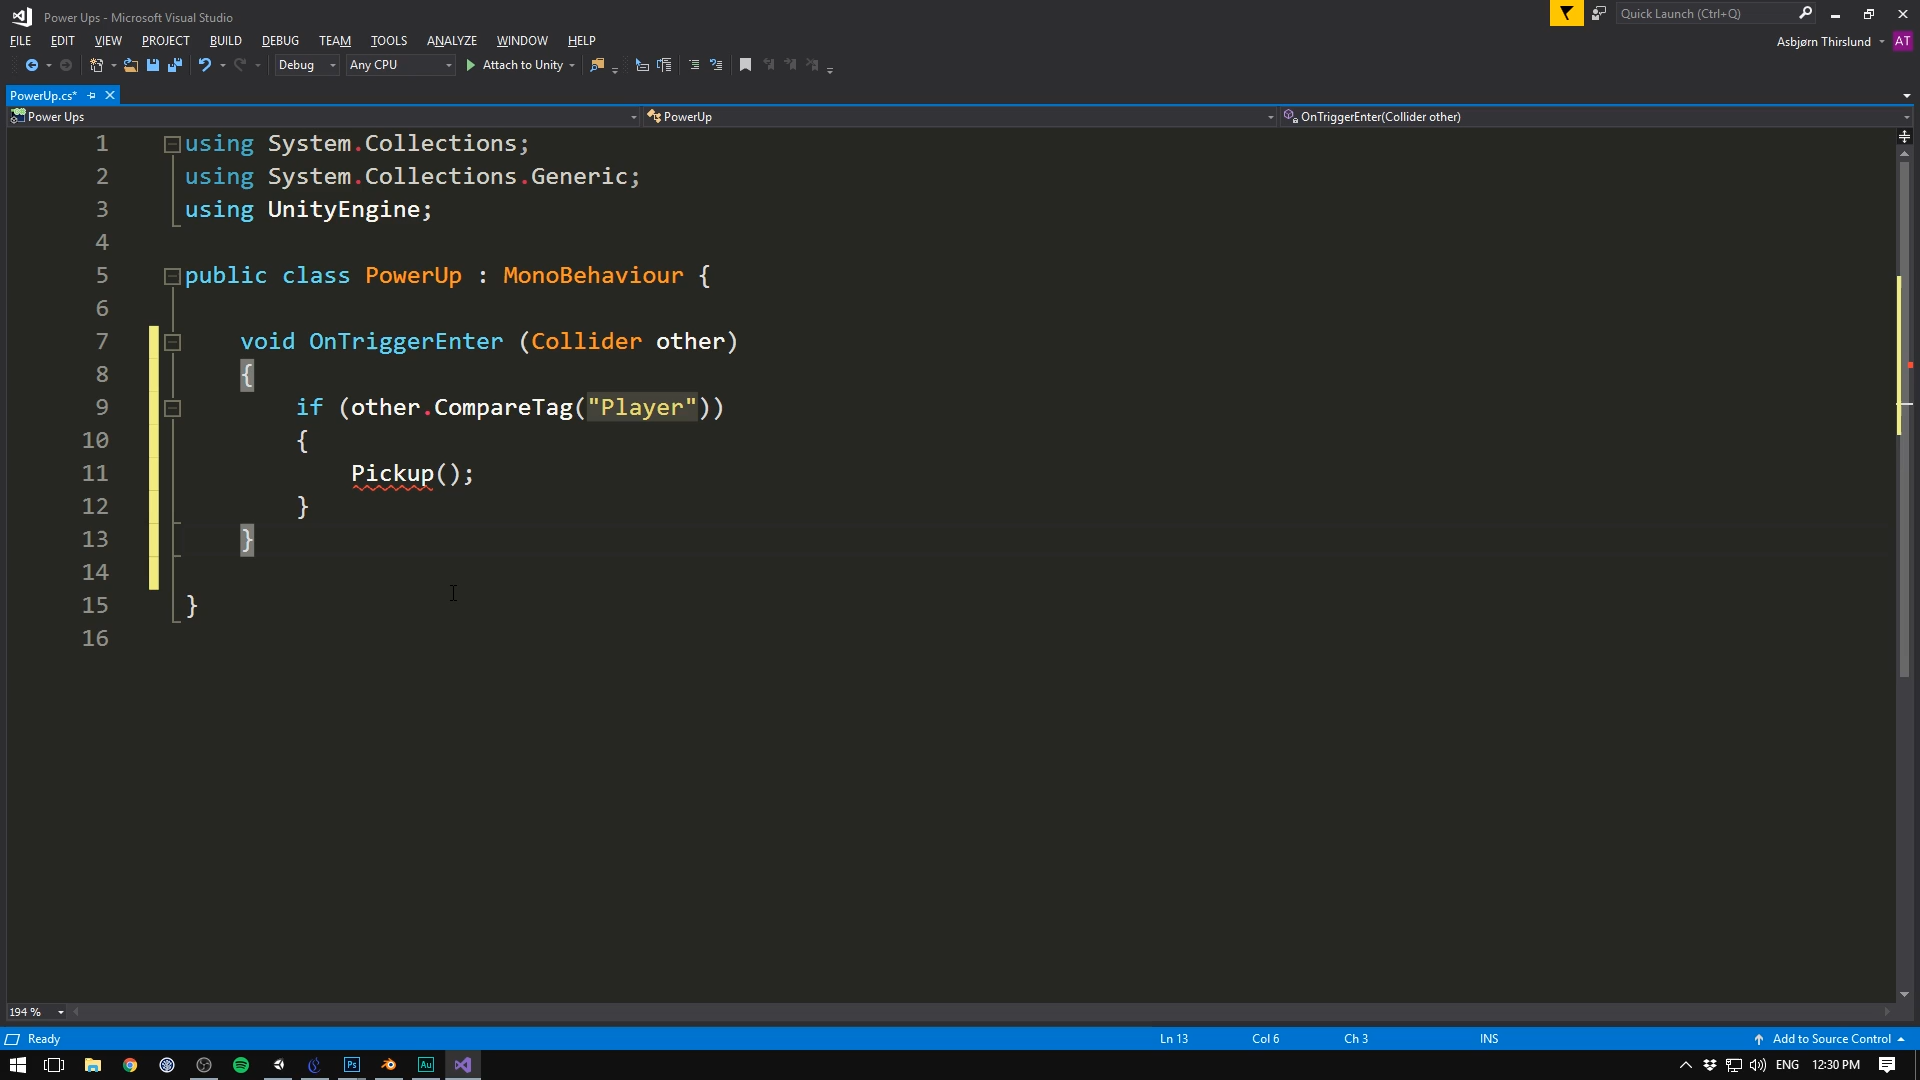 Power Ups - Microsoft Visual Studio
Quick Launch (Ctrl+Q)
FILE EDIT VIEW PROJECT BUILD DEBUG TEAM TOOLS ANALYZE WINDOW HELP
Asbjørn Thirslund AT
Debug Any CPU Attach to Unity
PowerUp.cs*
Power Ups PowerUp OnTriggerEnter(Collider other)
1 using System.Collections;
2 using System.Collections.Generic;
3 using UnityEngine;
4
5 public class PowerUp : MonoBehaviour {
6
7 void OnTriggerEnter (Collider other)
8 {
9 if (other.CompareTag("Player"))
10 {
11 Pickup();
12 }
13 }
14
15 }
16
194 %
Ready Ln 13 Col 6 Ch 3 INS Add to Source Control
Ps Au ENG 12:30 PM